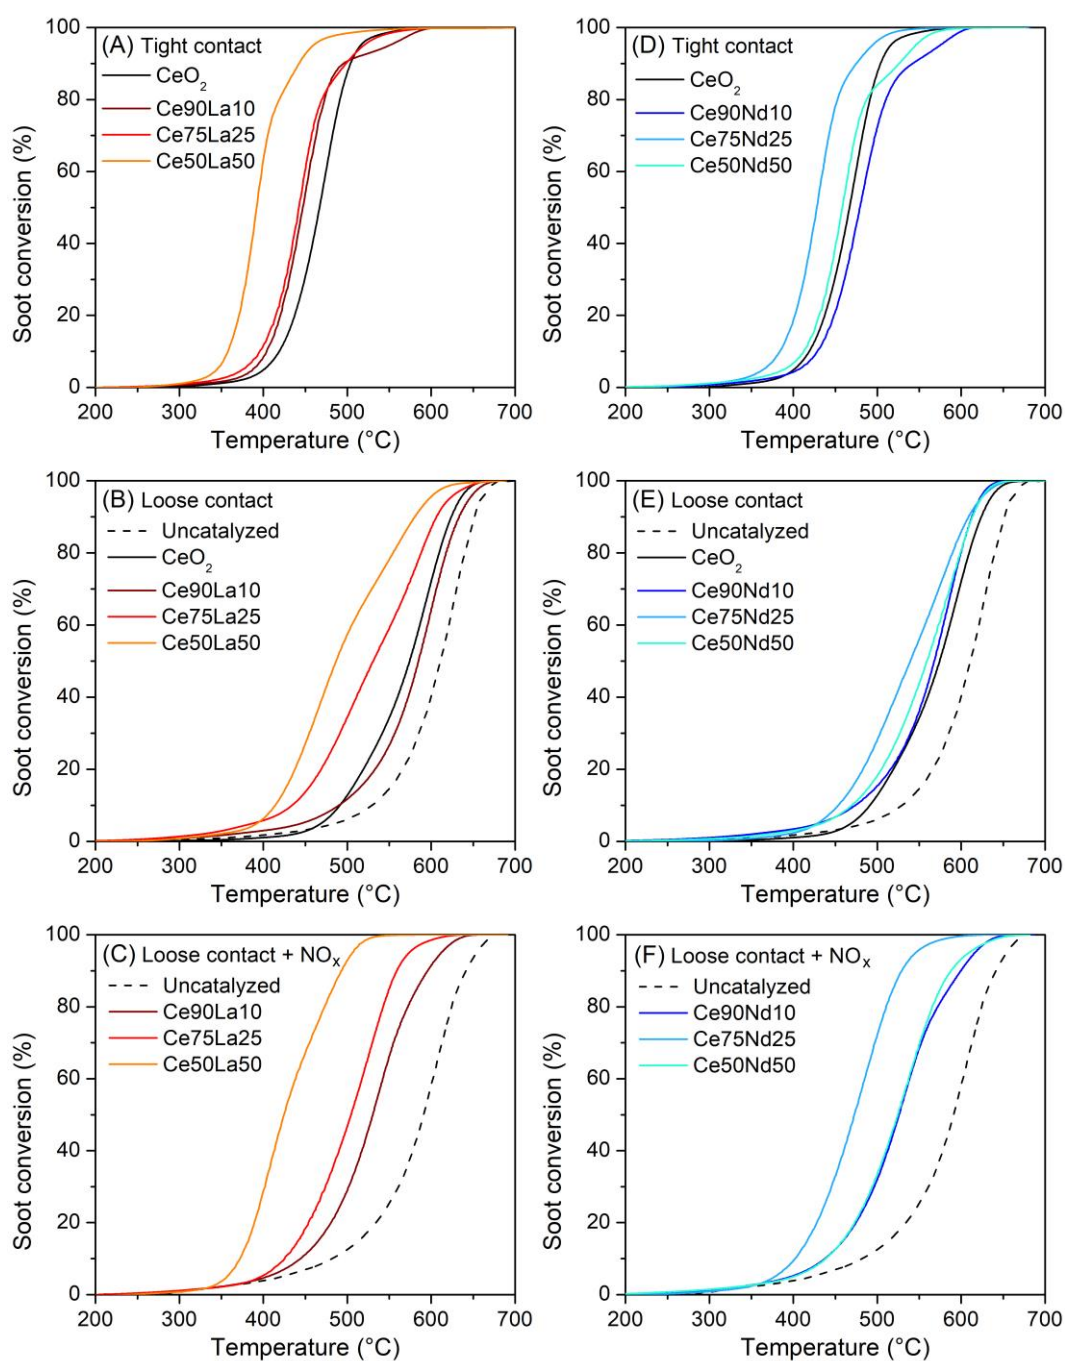 (A) Tight contact
CeO2
Ce90La10
Ce75La25
Ce50La50
Soot conversion (%)
100
80
60
40
20
0
200 300 400 500 600 700
Temperature (°C)
(D) Tight contact
CeO2
Ce90Nd10
Ce75Nd25
Ce50Nd50
Soot conversion (%)
100
80
60
40
20
0
200 300 400 500 600 700
Temperature (°C)
(B) Loose contact
Uncatalyzed
CeO2
Ce90La10
Ce75La25
Ce50La50
Soot conversion (%)
100
80
60
40
20
0
200 300 400 500 600 700
Temperature (°C)
(E) Loose contact
Uncatalyzed
CeO2
Ce90Nd10
Ce75Nd25
Ce50Nd50
Soot conversion (%)
100
80
60
40
20
0
200 300 400 500 600 700
Temperature (°C)
(C) Loose contact + NOx
Uncatalyzed
Ce90La10
Ce75La25
Ce50La50
Soot conversion (%)
100
80
60
40
20
0
200 300 400 500 600 700
Temperature (°C)
(F) Loose contact + NOx
Uncatalyzed
Ce90Nd10
Ce75Nd25
Ce50Nd50
Soot conversion (%)
100
80
60
40
20
0
200 300 400 500 600 700
Temperature (°C)